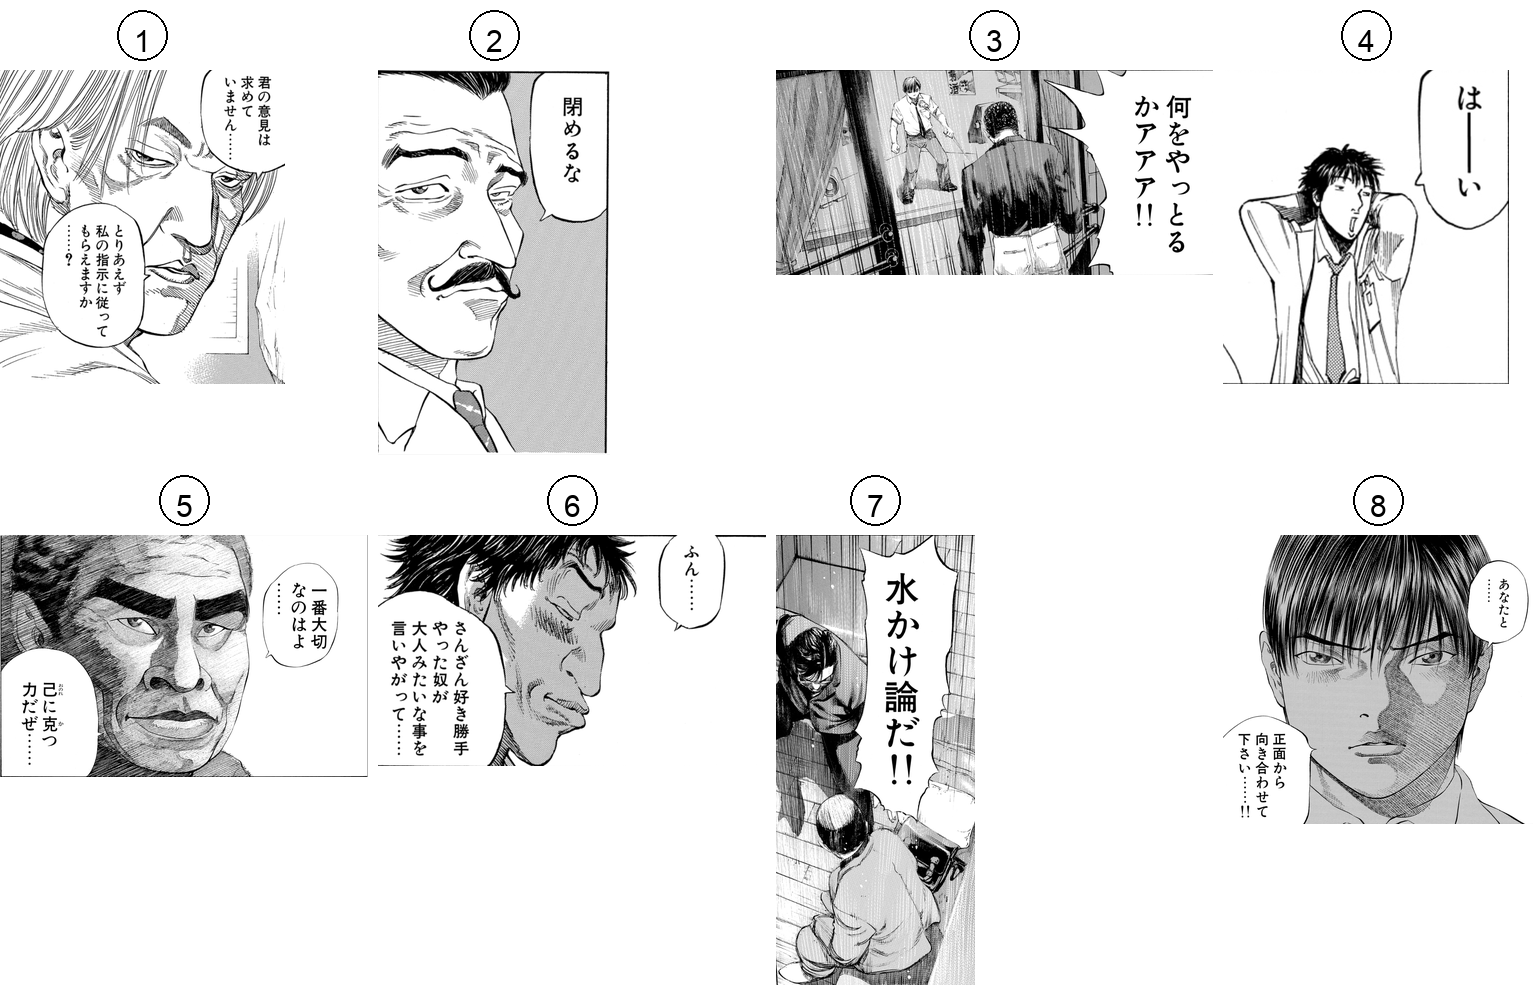 1
君の意見は
求めて
いません……
とりあえず
私の指示に従って
もらえますか
……?
2
閉めるな
3
何をやっとる
かアアア!!
4
はーーい
5
一番大切
なのはよ
……
己に克つ
力だぜ……
おのれ
か
6
ふん……
さんざん好き勝手
やった奴が
大人みたいな事を
言いやがって……
7
水かけ論だ!!
8
あなたと
……
正面から
向き合わせて
下さい……!!